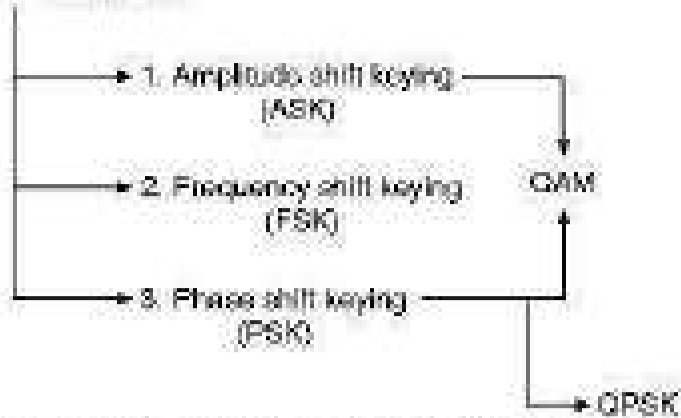 1. Amplitude shift keying
(ASK)
2. Frequency shift keying
(FSK)
QAM
3. Phase shift keying
(PSK)
QPSK